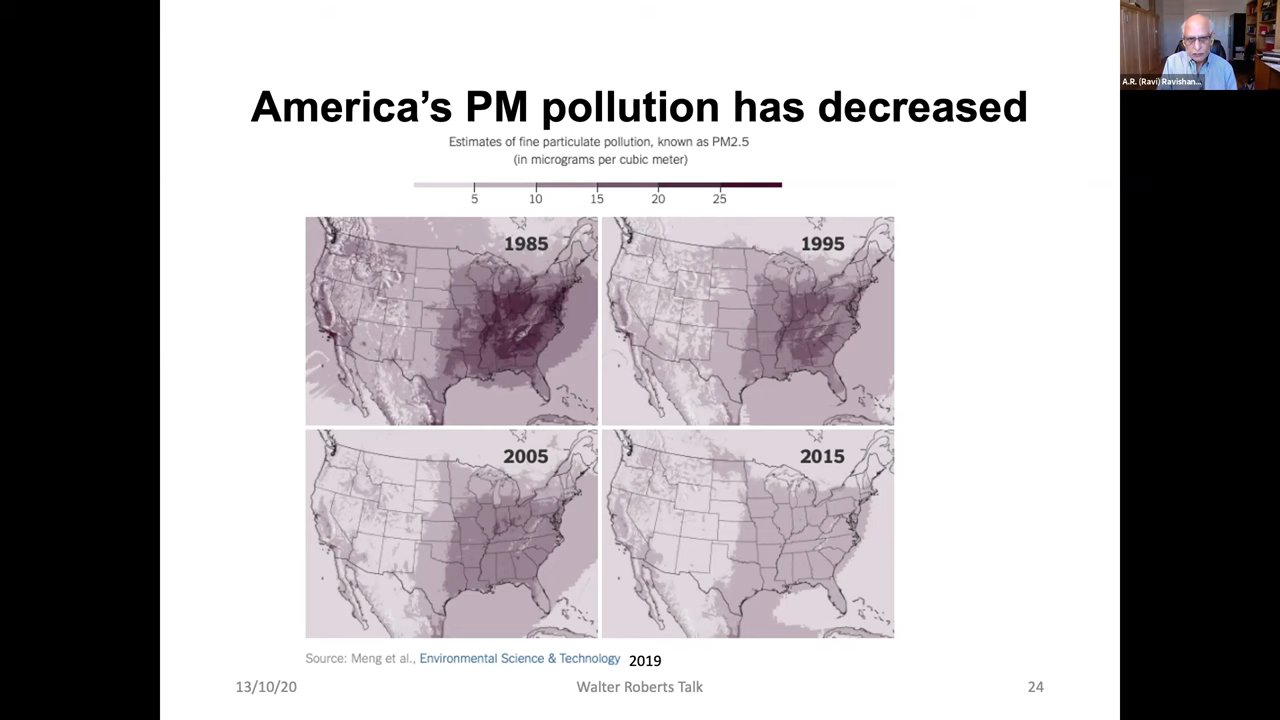 A.R. (Ravi) Ravishan...
America's PM pollution has decreased
Estimates of fine particulate pollution, known as PM2.5
(in micrograms per cubic meter)
5 10 15 20 25
1985 1995
2005 2015
Source: Meng et al., Environmental Science & Technology 2019
13/10/20 Walter Roberts Talk 24